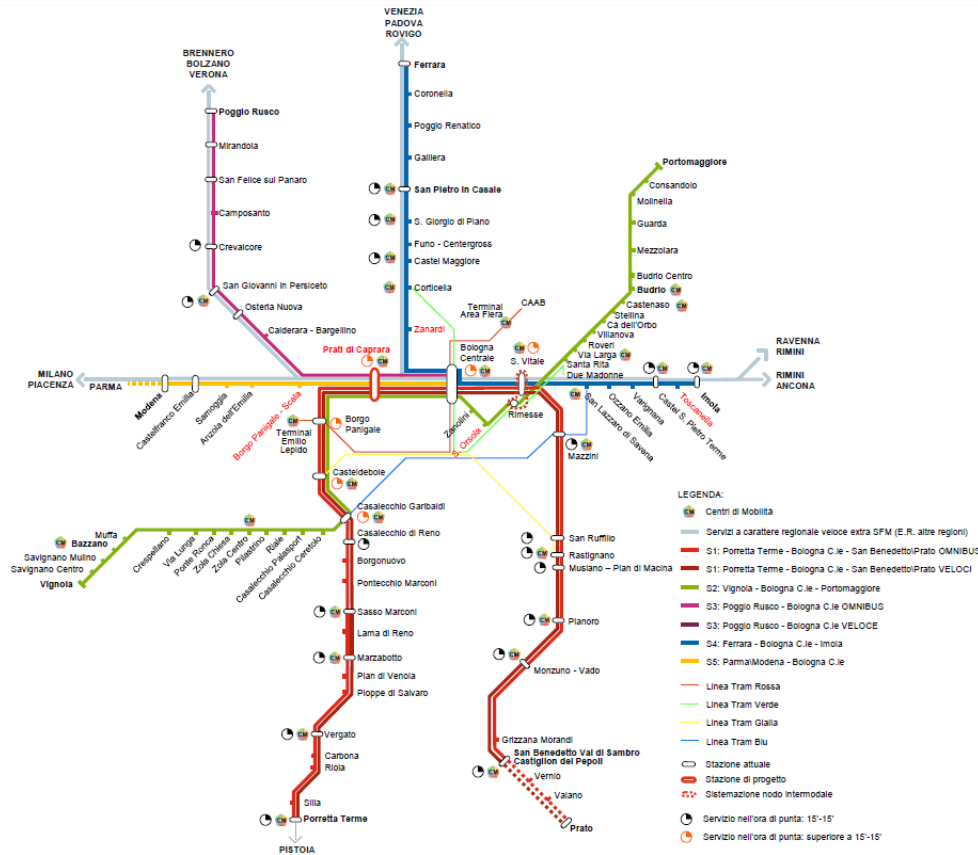 VENEZIA
PADOVA
ROVIGO
BRENNERO
BOLZANO
VERONA
Ferrara
Coronella
Poggio Renatico
Galliera
San Pietro in Casale
S. Giorgio di Piano
Funo - Centergross
Castel Maggiore
Corticella
Zanardi
Poggio Rusco
Mirandola
San Felice sul Panaro
Camposanto
Crevalcore
San Giovanni in Persiceto
Osteria Nuova
Calderara - Bargellino
Prati di Caprara
CM
Portomaggiore
Consandolo
Molinella
Guarda
Mezzolara
Budrio Centro
Budrio
Castenaso
Stellina
Cà dell'Orbo
Villanova
Roveri
Via Larga
Santa Rita
Due Madonne
CAAB
Terminal
Area Fiera
Bologna
Centrale
S. Vitale
Rimesse
Zanolini
S. Orsola
MILANO
PIACENZA
PARMA
Modena
Castelfranco Emilia
Samoggia
Anzola dell'Emilia
Borgo Panigale - Scala
RAVENNA
RIMINI
RIMINI
ANCONA
San Lazzaro di Savena
Ozzano Emilia
Varignana
Castel S. Pietro Terme
Toscanella
Imola
Terminal
Emilio
Lepido
Borgo
Panigale
Casteldebole
Casalecchio Garibaldi
Casalecchio di Reno
Borgonuovo
Pontecchio Marconi
Sasso Marconi
Lama di Reno
Marzabotto
Pian di Venola
Pioppe di Salvaro
Vergato
Carbona
Riola
Silla
Porretta Terme
PISTOIA
Muffa
Bazzano
Savignano Mulino
Savignano Centro
Vignola
Crespellano
Via Lunga
Ponte Ronca
Zola Chiesa
Zola Centro
Pilastrino
Riale
Casalecchio Palasport
Casalecchio Ceretolo
Mazzini
San Ruffillo
Rastignano
Musiano – Pian di Macina
Pianoro
Monzuno - Vado
Grizzana Morandi
San Benedetto Val di Sambro
Castiglion dei Pepoli
Vernio
Vaiano
Prato
LEGENDA:
Centri di Mobilità
Servizi a carattere regionale veloce extra SFM (E.R. altre regioni)
S1: Porretta Terme - Bologna C.le - San Benedetto\Prato OMNIBUS
S1: Porretta Terme - Bologna C.le - San Benedetto\Prato VELOCI
S2: Vignola - Bologna C.le - Portomaggiore
S3: Poggio Rusco - Bologna C.le OMNIBUS
S3: Poggio Rusco - Bologna C.le VELOCE
S4: Ferrara - Bologna C.le - Imola
S5: Parma\Modena - Bologna C.le
Linea Tram Rossa
Linea Tram Verde
Linea Tram Gialla
Linea Tram Blu
Stazione attuale
Stazione di progetto
Sistemazione nodo intermodale
Servizio nell'ora di punta: 15'-15'
Servizio nell'ora di punta: superiore a 15'-15'